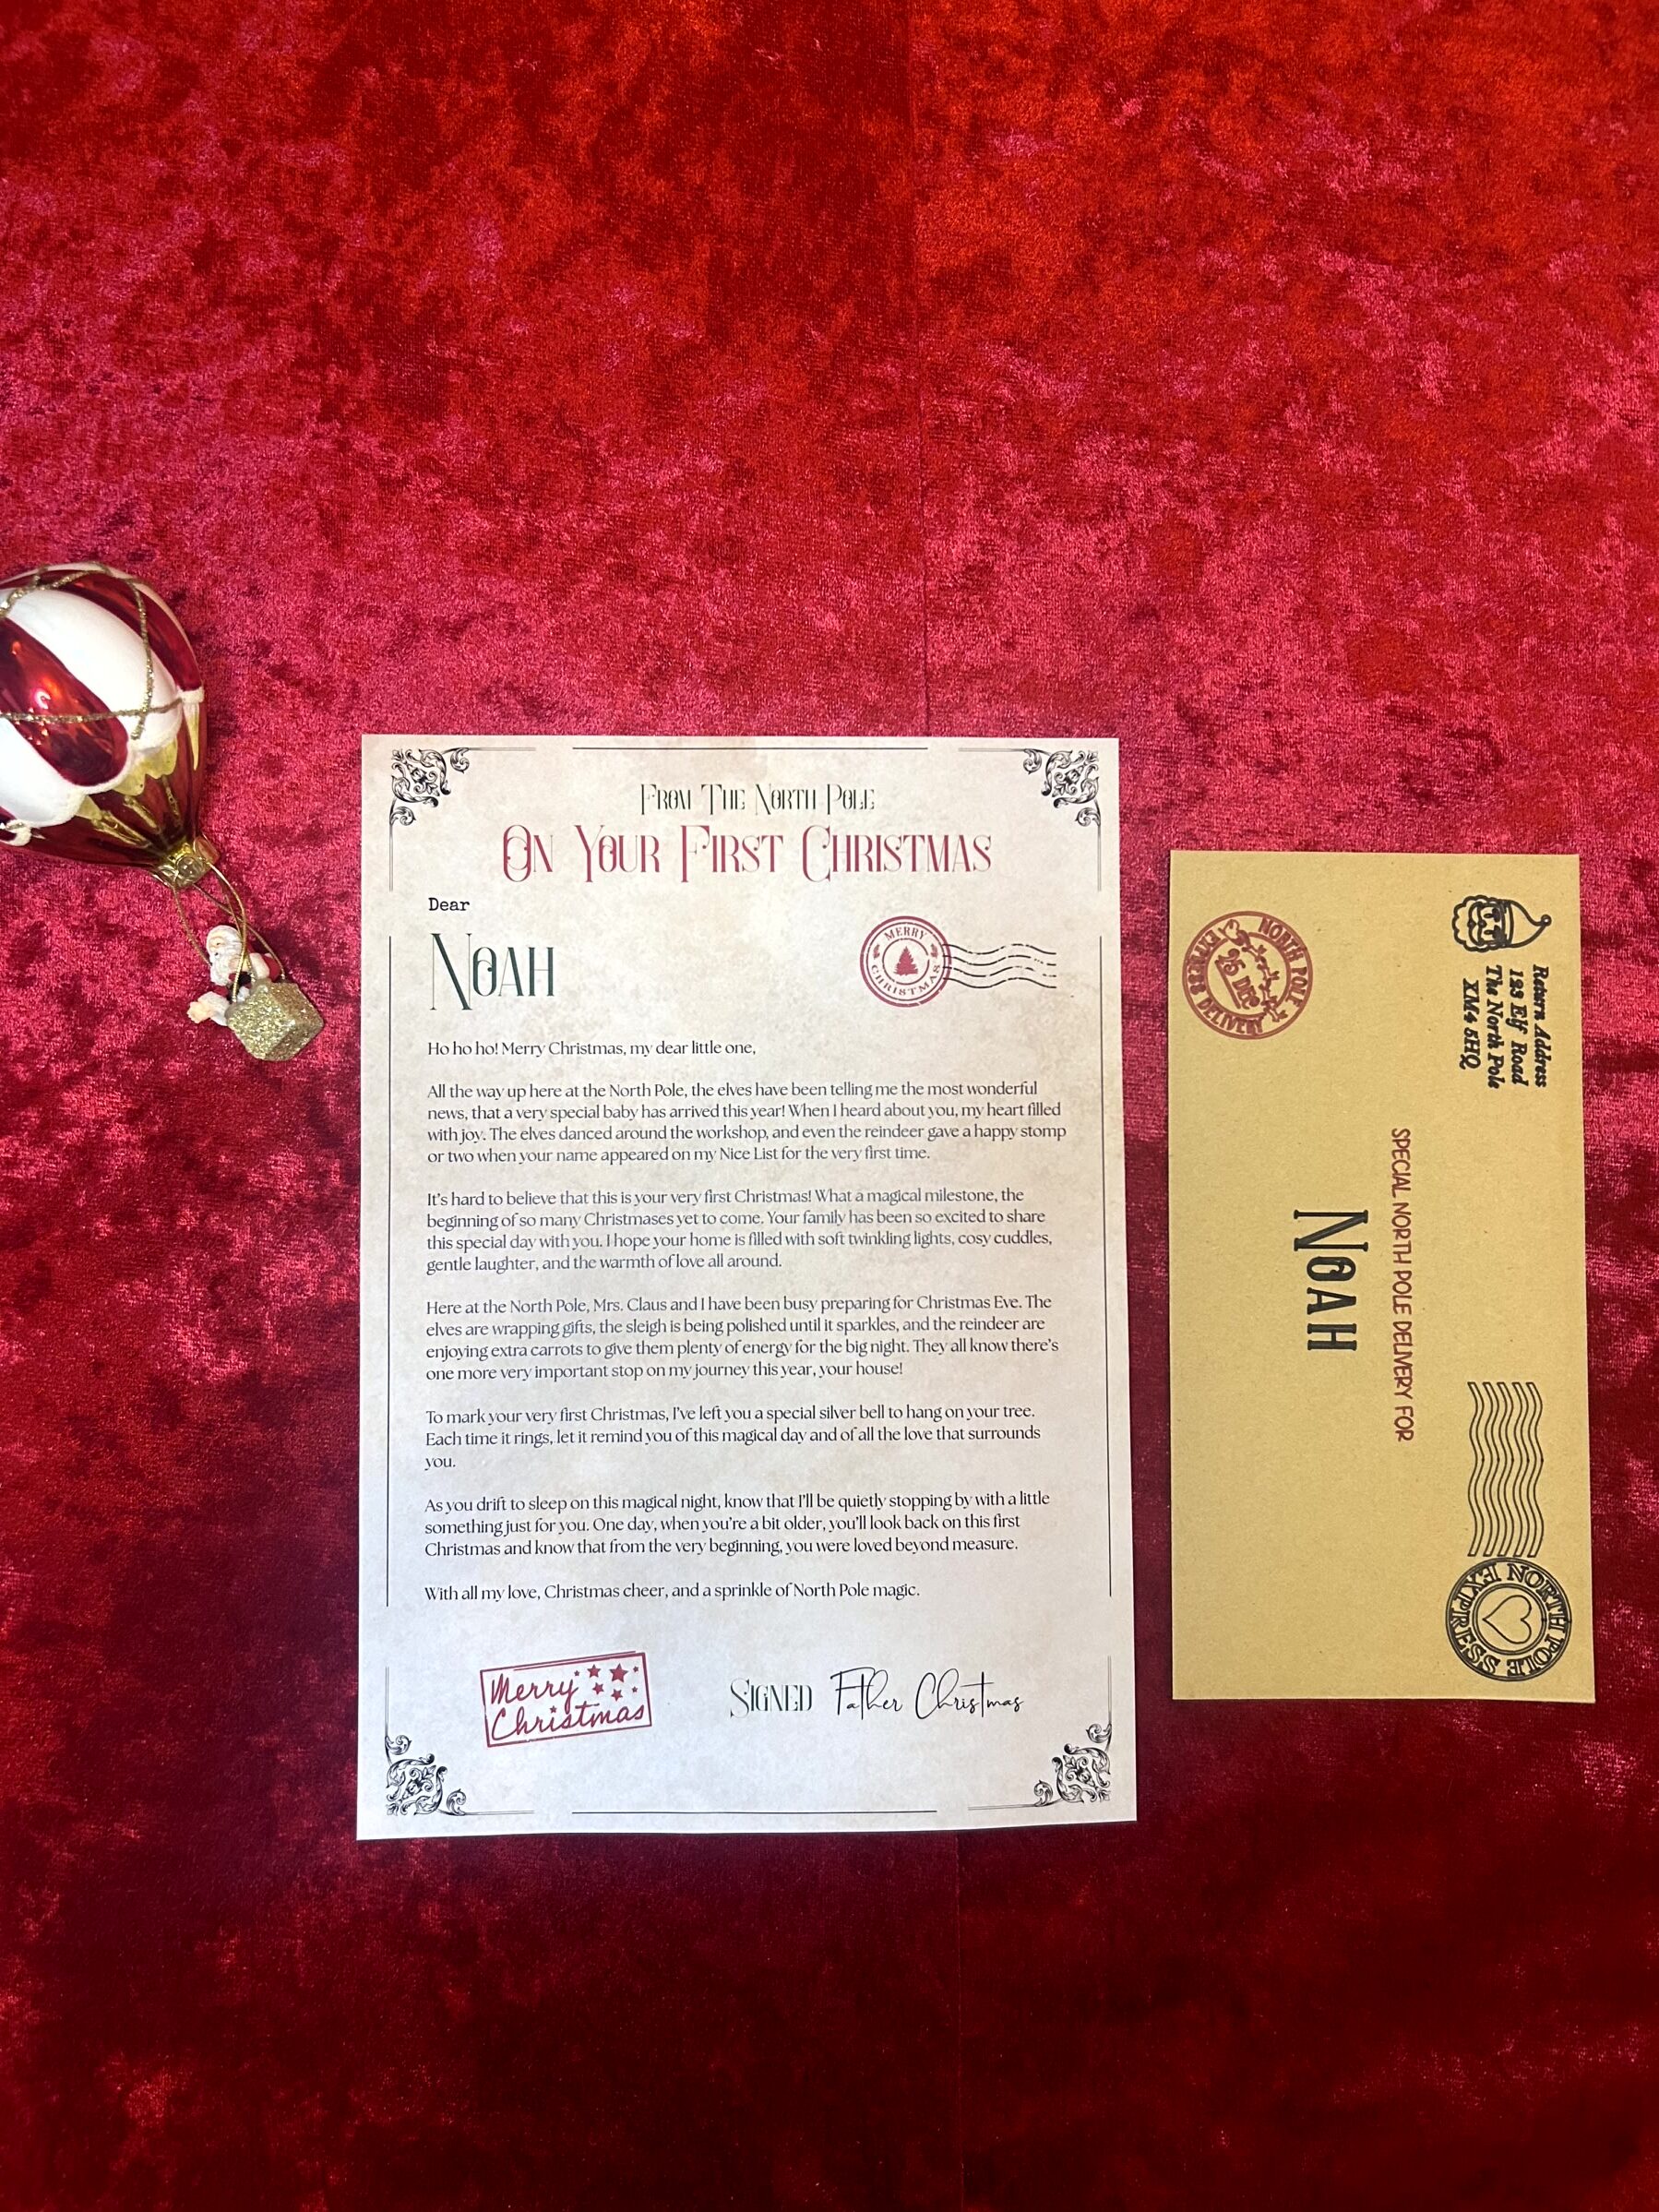 From The North Pole
On Your First Christmas
Dear
Noah
MERRY CHRISTMAS
Ho ho ho! Merry Christmas, my dear little one,
All the way up here at the North Pole, the elves have been telling me the most wonderful
news, that a very special baby has arrived this year! When I heard about you, my heart filled
with joy. The elves danced around the workshop, and even the reindeer gave a happy stomp
or two when your name appeared on my Nice List for the very first time.
It's hard to believe that this is your very first Christmas! What a magical milestone, the
beginning of so many Christmases yet to come. Your family has been so excited to share
this special day with you. I hope your home is filled with soft twinkling lights, cosy cuddles,
gentle laughter, and the warmth of love all around.
Here at the North Pole, Mrs. Claus and I have been busy preparing for Christmas Eve. The
elves are wrapping gifts, the sleigh is being polished until it sparkles, and the reindeer are
enjoying extra carrots to give them plenty of energy for the big night. They all know there's
one more very important stop on my journey this year, your house!
To mark your very first Christmas, I've left you a special silver bell to hang on your tree.
Each time it rings, let it remind you of this magical day and of all the love that surrounds
you.
As you drift to sleep on this magical night, know that I'll be quietly stopping by with a little
something just for you. One day, when you're a bit older, you'll look back on this first
Christmas and know that from the very beginning, you were loved beyond measure.
With all my love, Christmas cheer, and a sprinkle of North Pole magic.
Merry
Christmas
Signed Father Christmas
Return Address
123 Elf Road
The North Pole
XM4 5HQ
NORTH POLE EXPRESS
SPECIAL NORTH POLE DELIVERY FOR
Noah
NORTH POLE
25 DEC
DELIVERY